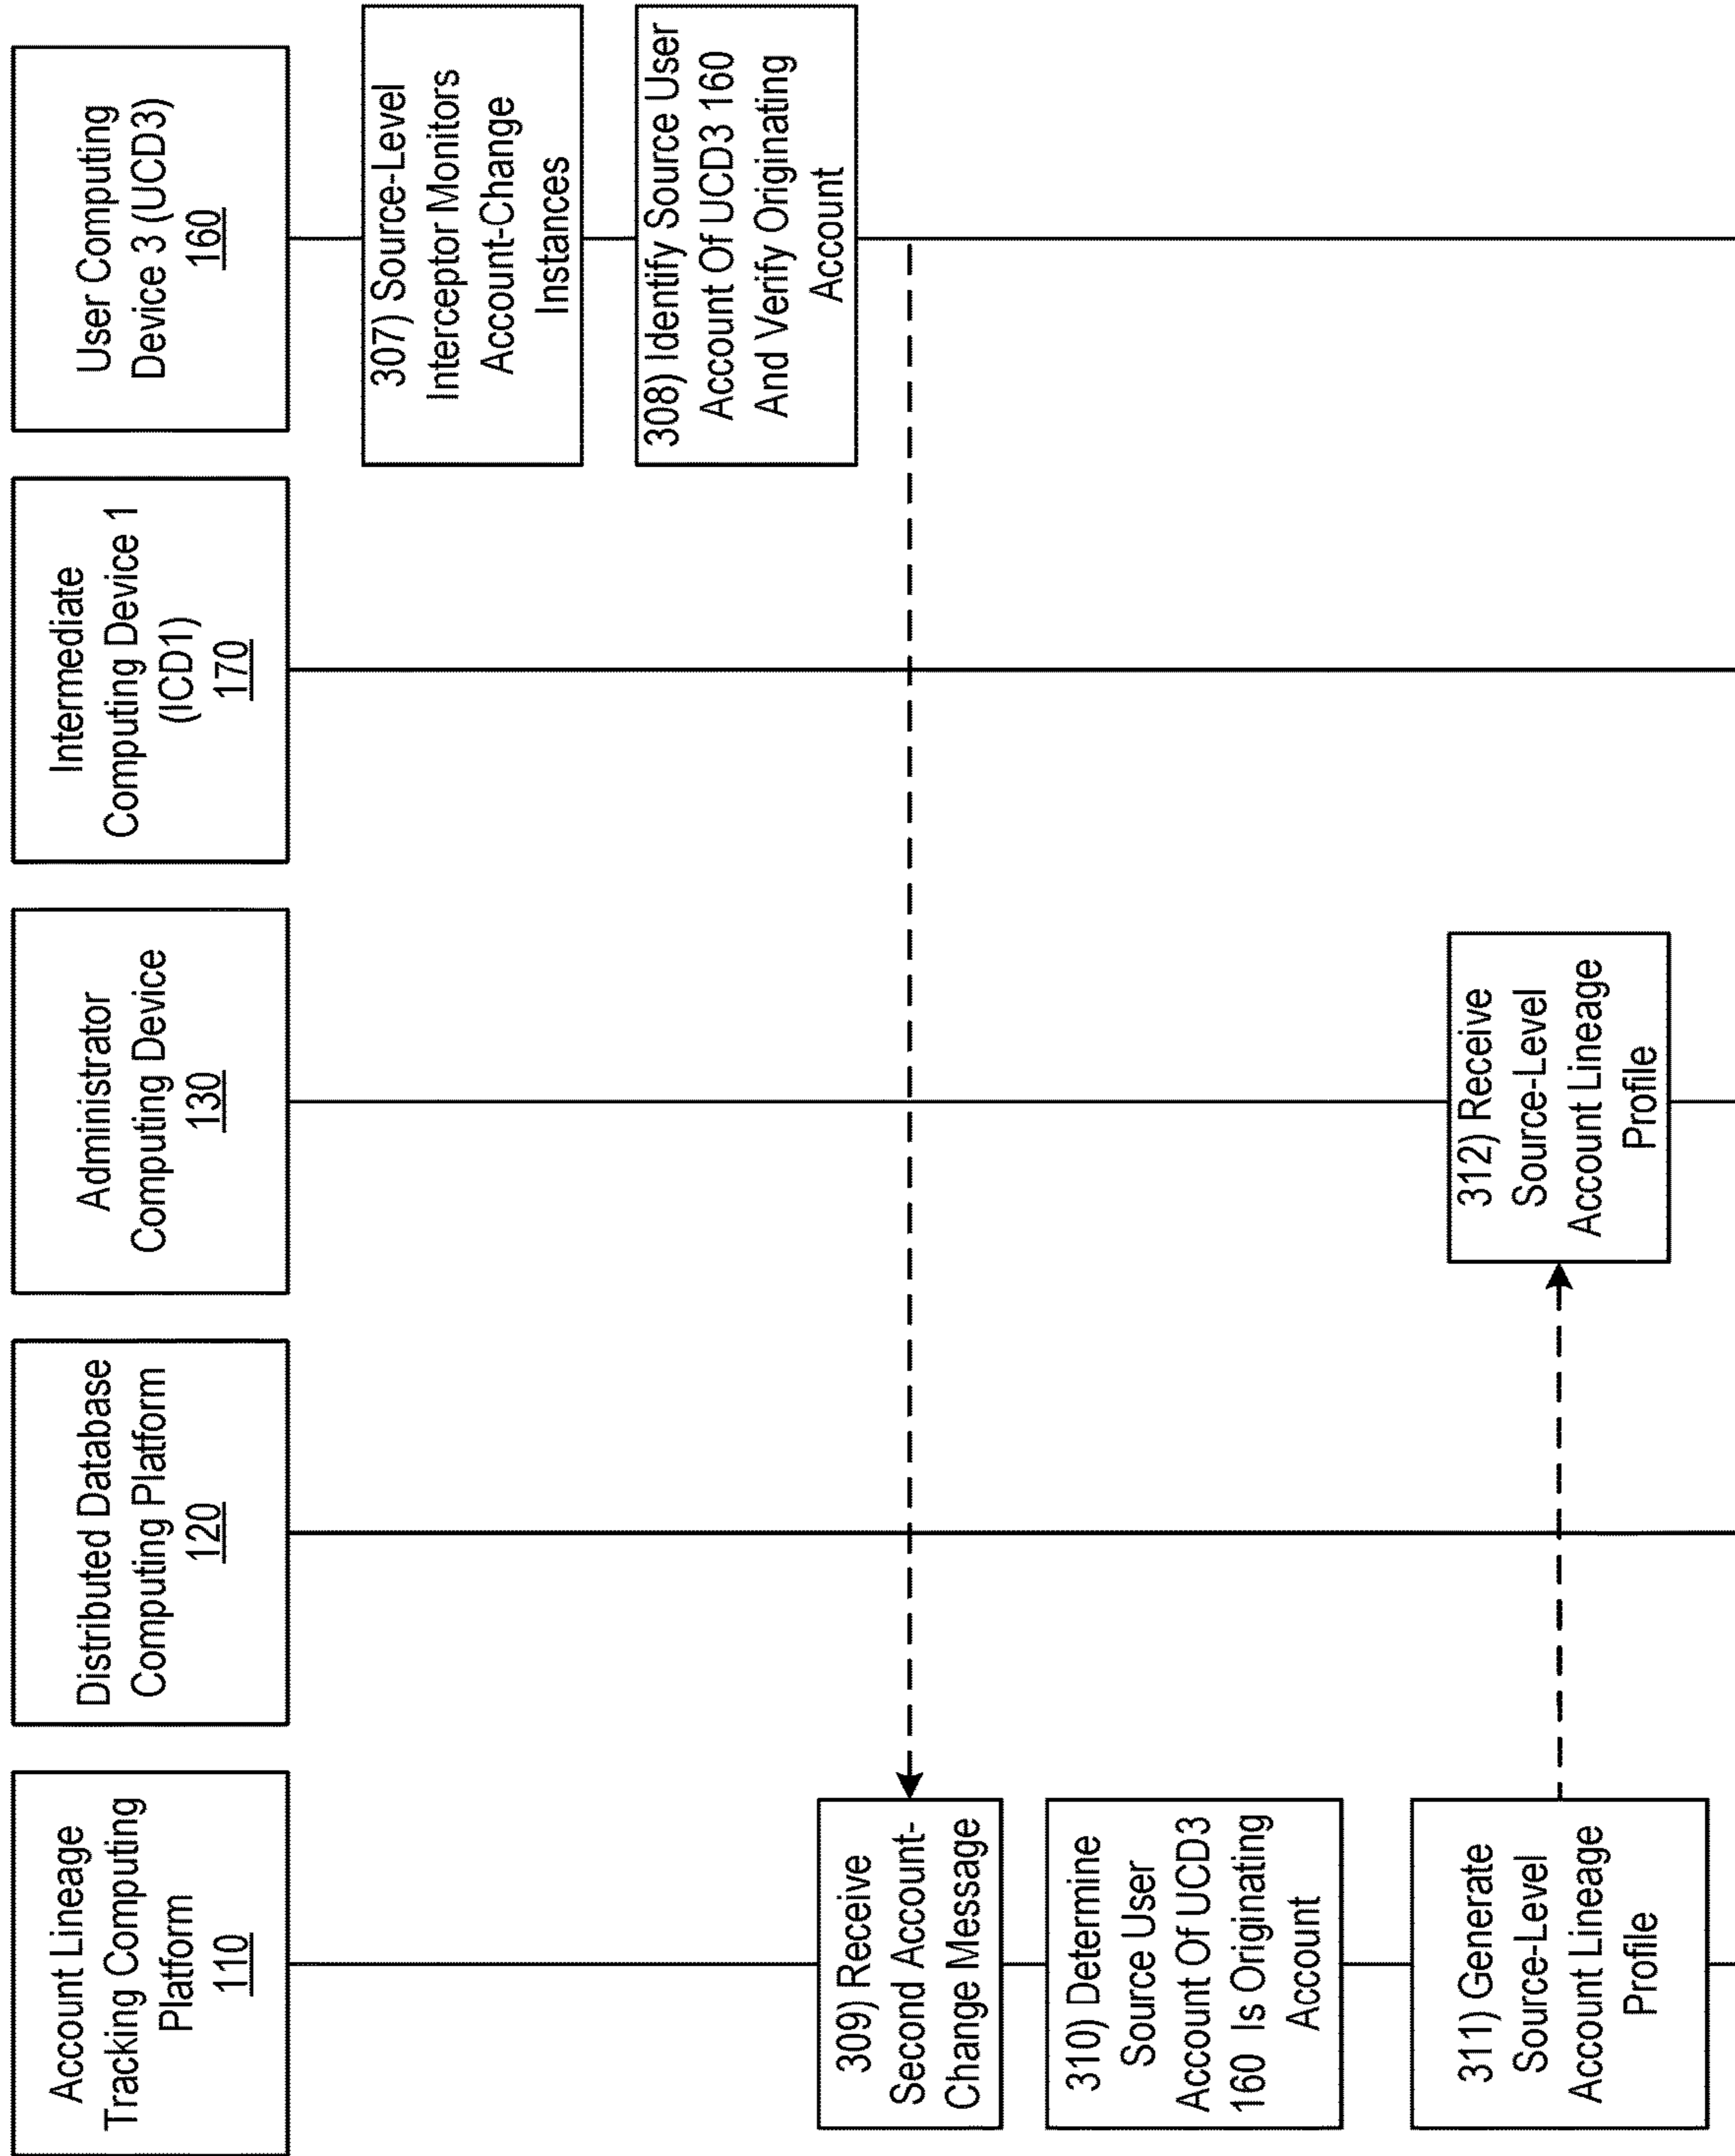 Account Lineage
Tracking Computing
Platform
110
Distributed Database
Computing Platform
120
Administrator
Computing Device
130
Intermediate
Computing Device 1
(ICD1)
170
User Computing
Device 3 (UCD3)
160
307) Source-Level
Interceptor Monitors
Account-Change
Instances
308) Identify Source User
Account Of UCD3 160
And Verify Originating
Account
309) Receive
Second Account-
Change Message
310) Determine
Source User
Account Of UCD3
160 Is Originating
Account
311) Generate
Source-Level
Account Lineage
Profile
312) Receive
Source-Level
Account Lineage
Profile